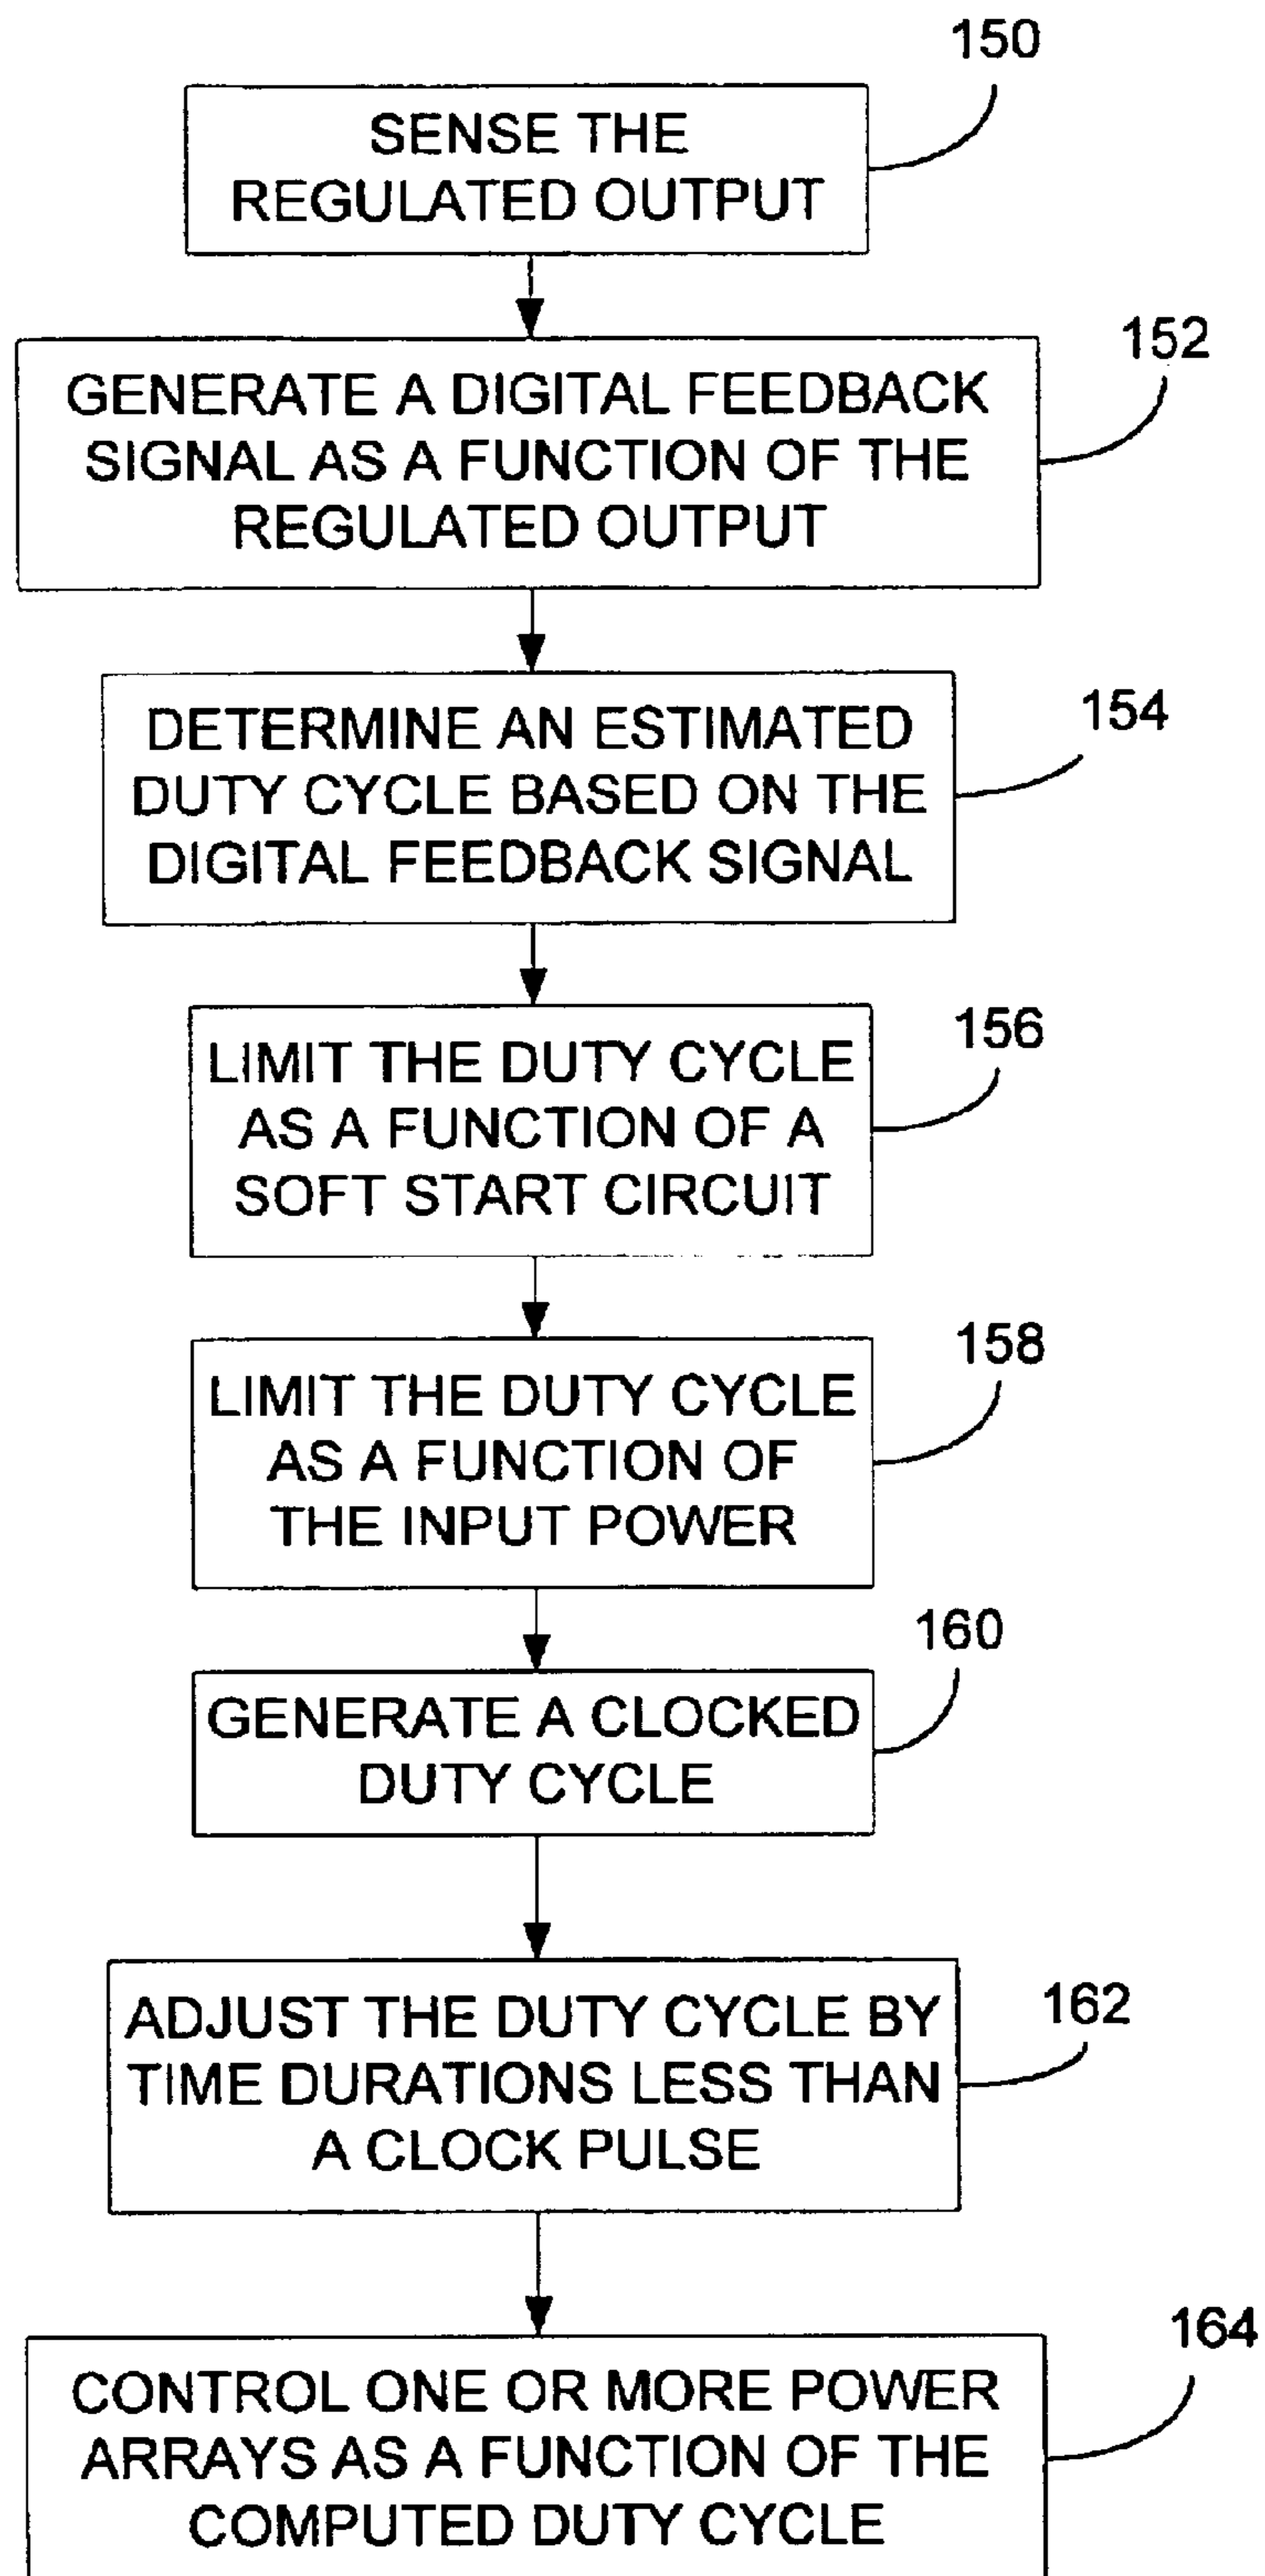 150
SENSE THE
REGULATED OUTPUT
152
GENERATE A DIGITAL FEEDBACK
SIGNAL AS A FUNCTION OF THE
REGULATED OUTPUT
154
DETERMINE AN ESTIMATED
DUTY CYCLE BASED ON THE
DIGITAL FEEDBACK SIGNAL
156
LIMIT THE DUTY CYCLE
AS A FUNCTION OF A
SOFT START CIRCUIT
158
LIMIT THE DUTY CYCLE
AS A FUNCTION OF
THE INPUT POWER
160
GENERATE A CLOCKED
DUTY CYCLE
162
ADJUST THE DUTY CYCLE BY
TIME DURATIONS LESS THAN
A CLOCK PULSE
164
CONTROL ONE OR MORE POWER
ARRAYS AS A FUNCTION OF THE
COMPUTED DUTY CYCLE